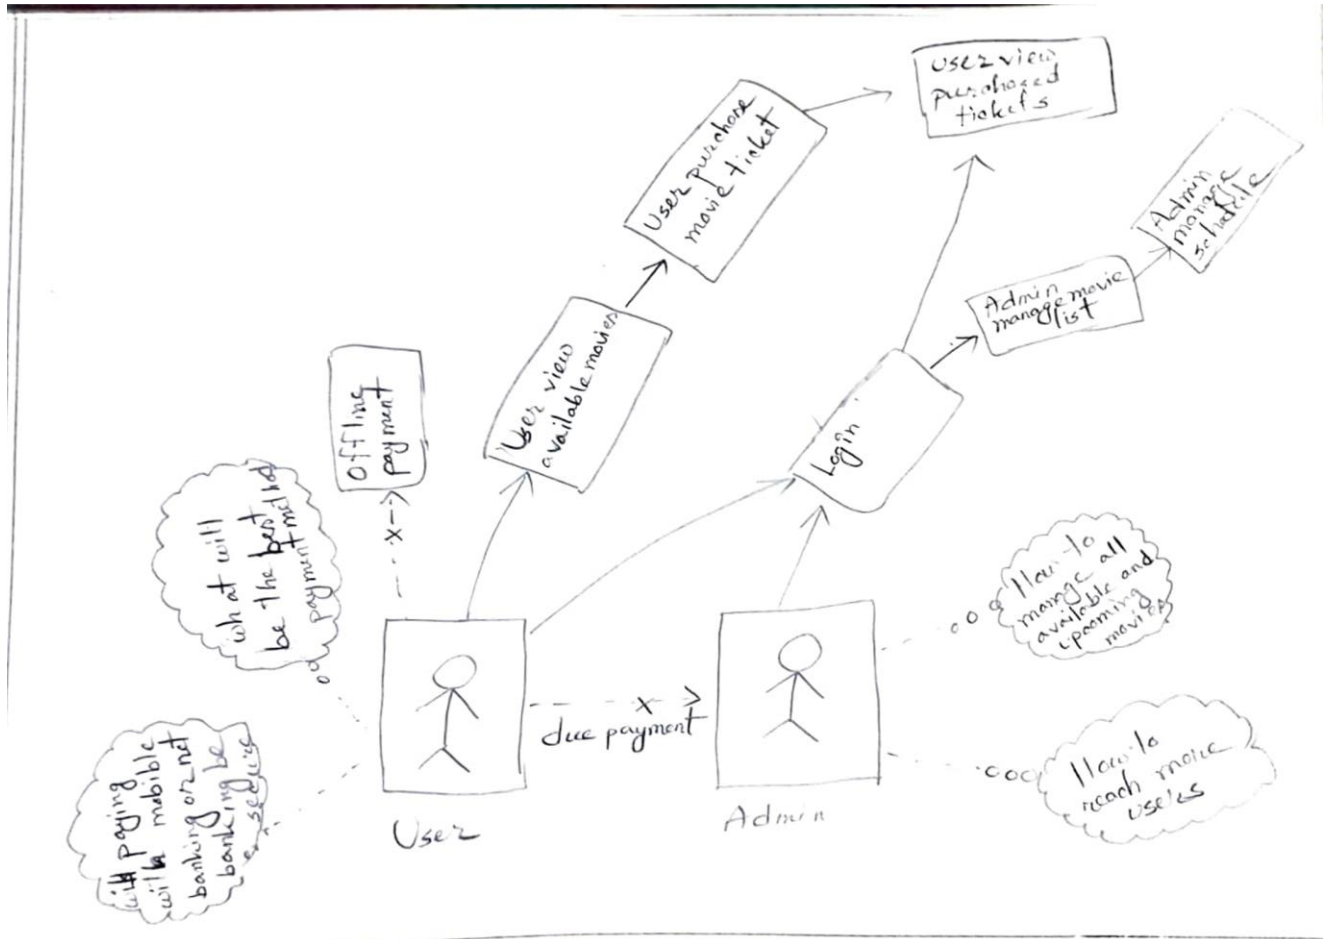 User view
purchased
tickets
User purchase
movie ticket
Admin
manage
schedule
Admin
manage movie
list
User view
available movies
Offline
payment
Login
what will
be the best
payment method
How to
manage all
available and
upcoming
movies
due payment
will paying
with mobible
banking or net
banking be
secure
How to
reach more
users
User
Admin